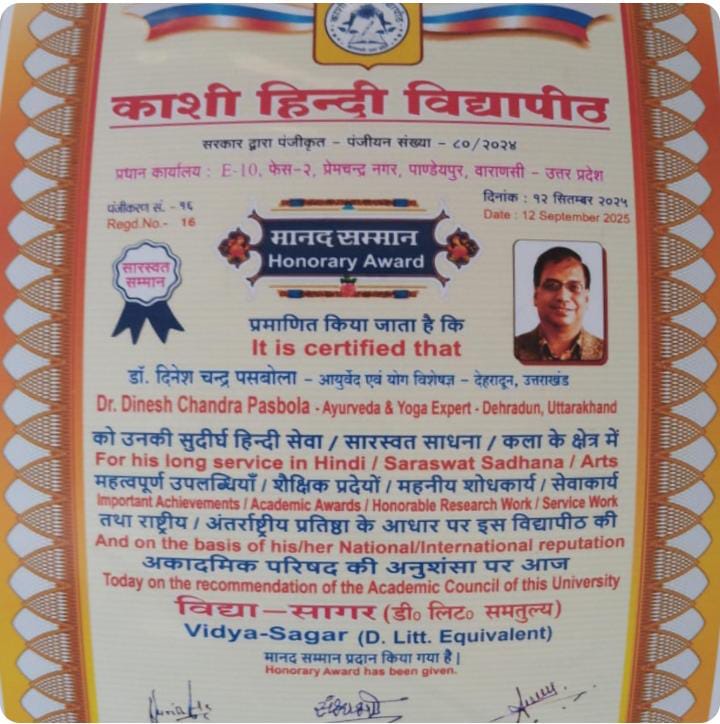 काशी हिन्दी विद्यापीठ
सरकार द्वारा पंजीकृत - पंजीयन संख्या - ८०/२०२४
प्रधान कार्यालय : E-10, फेस-२, प्रेमचन्द्र नगर, पाण्डेयपुर, वाराणसी - उत्तर प्रदेश
पंजीकरण सं. - १६
Regd.No.- 16
दिनांक : १२ सितम्बर २०२५
Date : 12 September 2025
मानद सम्मान
Honorary Award
सारस्वत
सम्मान
प्रमाणित किया जाता है कि
It is certified that
डॉ. दिनेश चन्द्र पसबोला - आयुर्वेद एवं योग विशेषज्ञ - देहरादून, उत्तराखंड
Dr. Dinesh Chandra Pasbola - Ayurveda & Yoga Expert - Dehradun, Uttarakhand
को उनकी सुदीर्घ हिन्दी सेवा / सारस्वत साधना / कला के क्षेत्र में
For his long service in Hindi / Saraswat Sadhana / Arts
महत्वपूर्ण उपलब्धियाँ / शैक्षिक प्रदेयों / महनीय शोधकार्य / सेवाकार्य
Important Achievements / Academic Awards / Honorable Research Work / Service Work
तथा राष्ट्रीय / अंतर्राष्ट्रीय प्रतिष्ठा के आधार पर इस विद्यापीठ की
And on the basis of his/her National/International reputation
अकादमिक परिषद की अनुशंसा पर आज
Today on the recommendation of the Academic Council of this University
विद्या-सागर (डी० लिट० समतुल्य)
Vidya-Sagar (D. Litt. Equivalent)
मानद सम्मान प्रदान किया गया है।
Honorary Award has been given.